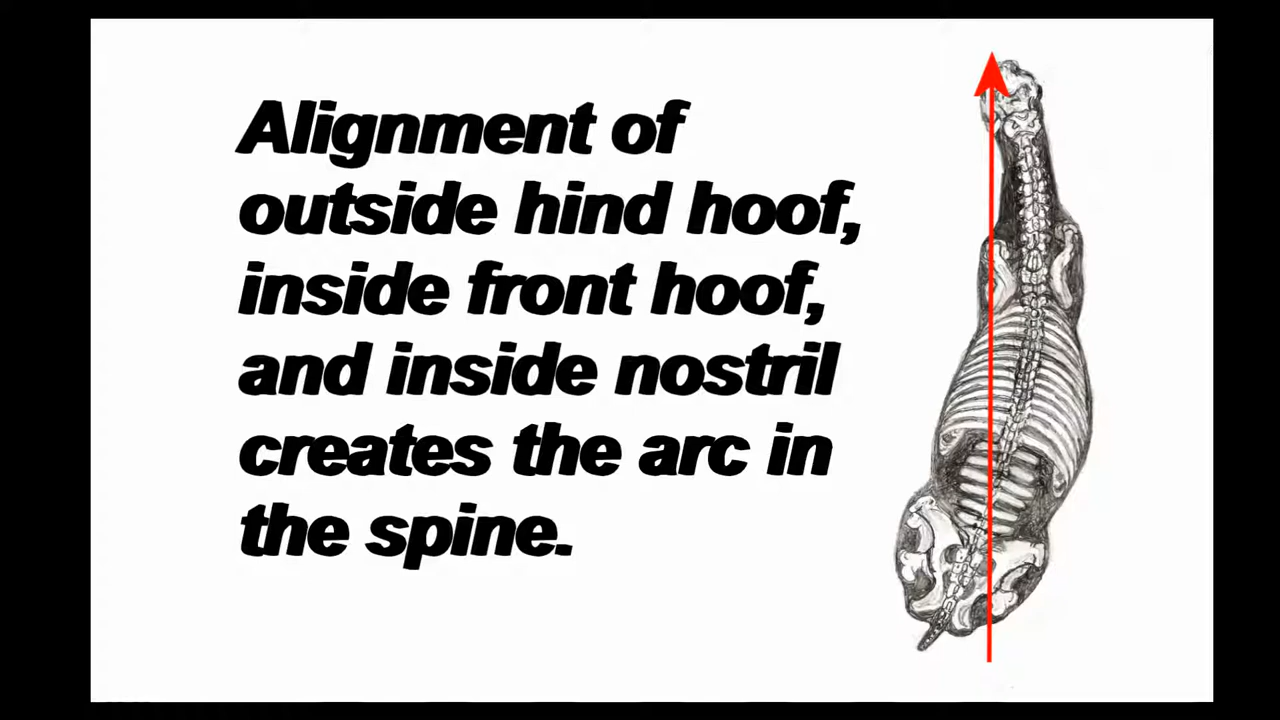 Alignment of
outside hind hoof,
inside front hoof,
and inside nostril
creates the arc in
the spine.